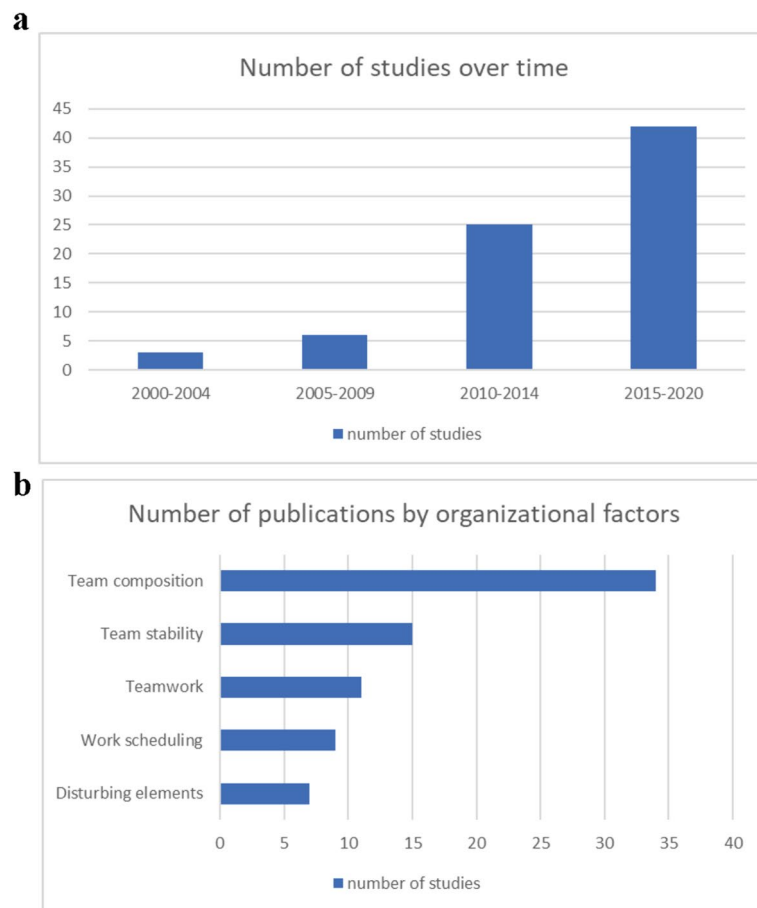 a
Number of studies over time
45
40
35
30
25
20
15
10
5
0
2000-2004 2005-2009 2010-2014 2015-2020
number of studies
b
Number of publications by organizational factors
Team composition
Team stability
Teamwork
Work scheduling
Disturbing elements
0 5 10 15 20 25 30 35 40
number of studies